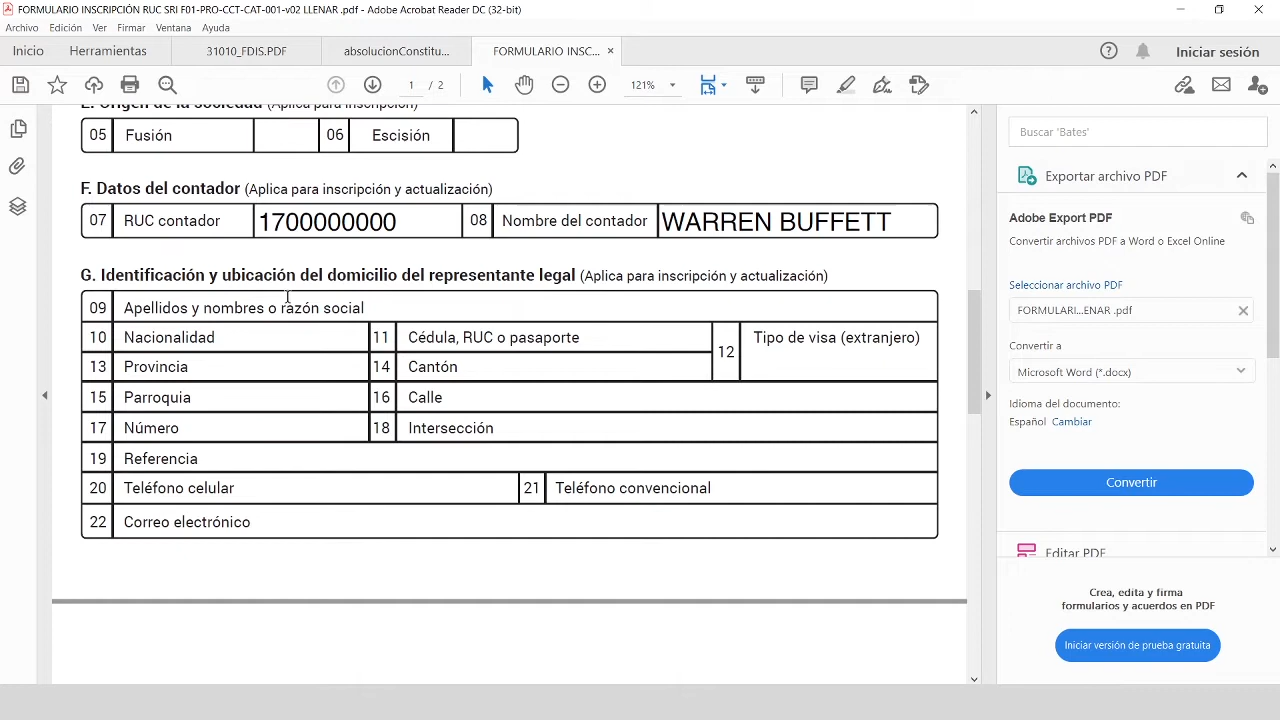 FORMULARIO INSCRIPCIÓN RUC SRI F01-PRO-CCT-CAT-001-v02 LLENAR .pdf - Adobe Acrobat Reader DC (32-bit)
Archivo Edición Ver Firmar Ventana Ayuda
Inicio Herramientas 31010_FDIS.PDF absolucionConstitu... FORMULARIO INSC... × Iniciar sesión
1 / 2 121%
E. Origen de la sociedad (Aplica para inscripción)
05 Fusión 06 Escisión
F. Datos del contador (Aplica para inscripción y actualización)
07 RUC contador 1700000000 08 Nombre del contador WARREN BUFFETT
G. Identificación y ubicación del domicilio del representante legal (Aplica para inscripción y actualización)
09 Apellidos y nombres o razón social
10 Nacionalidad 11 Cédula, RUC o pasaporte 12 Tipo de visa (extranjero)
13 Provincia 14 Cantón
15 Parroquia 16 Calle
17 Número 18 Intersección
19 Referencia
20 Teléfono celular 21 Teléfono convencional
22 Correo electrónico
Buscar 'Bates'
Exportar archivo PDF
Adobe Export PDF
Convertir archivos PDF a Word o Excel Online
Seleccionar archivo PDF
FORMULARI...ENAR .pdf
Convertir a
Microsoft Word (*.docx)
Idioma del documento:
Español Cambiar
Convertir
Editar PDF
Crea, edita y firma
formularios y acuerdos en PDF
Iniciar versión de prueba gratuita